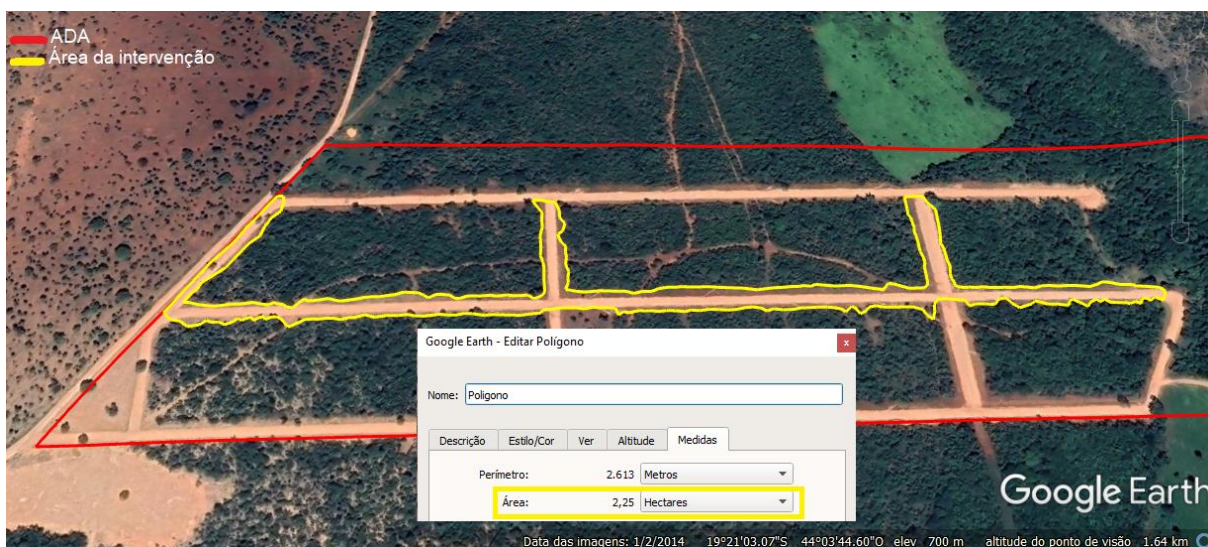 ADA
Área da intervenção
Google Earth - Editar Polígono
x
Nome: Poligono
Descrição Estilo/Cor Ver Altitude Medidas
Perímetro: 2.613 Metros
Área: 2,25 Hectares
Google Earth
Data das imagens: 1/2/2014 19°21'03.07"S 44°03'44.60"O elev 700 m altitude do ponto de visão 1.64 km